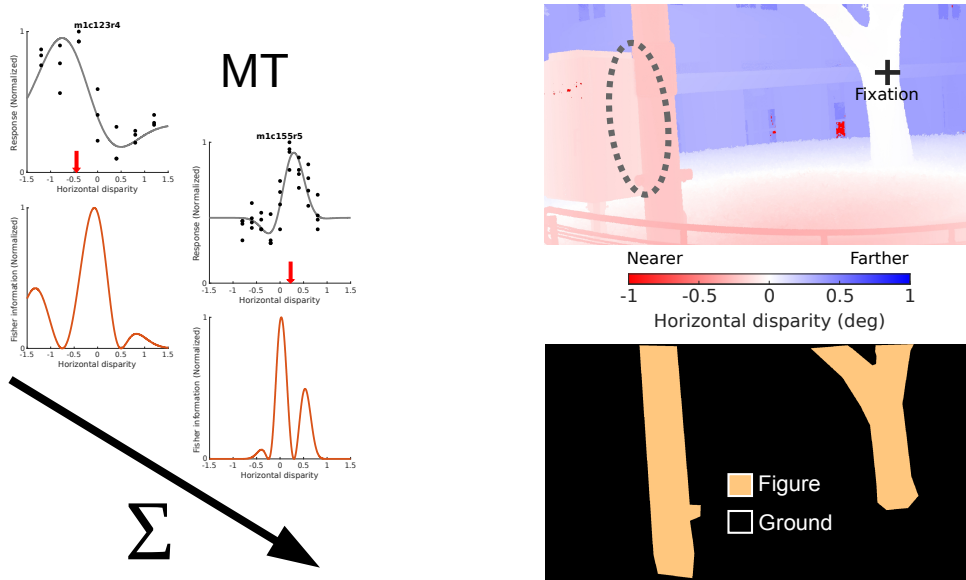 m1c123r4
1
Response (Normalized)
0
-1.5 -1 -0.5 0 0.5 1 1.5
Horizontal disparity
MT
m1c155r5
1
Response (Normalized)
0
-1.5 -1 -0.5 0 0.5 1 1.5
Horizontal disparity
1
Fisher information (Normalized)
0
-1.5 -1 -0.5 0 0.5 1 1.5
Horizontal disparity
1
Fisher information (Normalized)
0
-1.5 -1 -0.5 0 0.5 1 1.5
Horizontal disparity
Σ
Fixation
Nearer Farther
-1 -0.5 0 0.5 1
Horizontal disparity (deg)
Figure
Ground